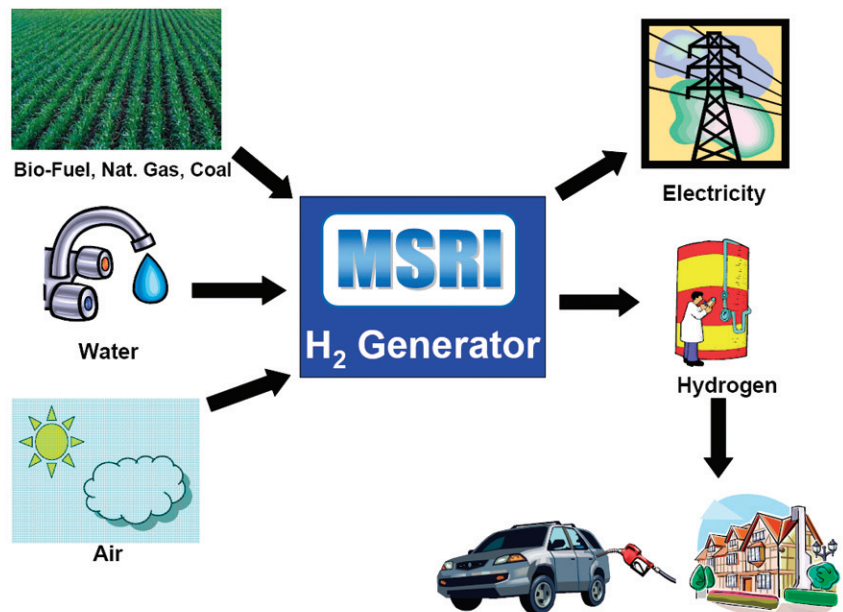 Bio-Fuel, Nat. Gas, Coal
Electricity
MSRI
H₂ Generator
Water
Hydrogen
Air